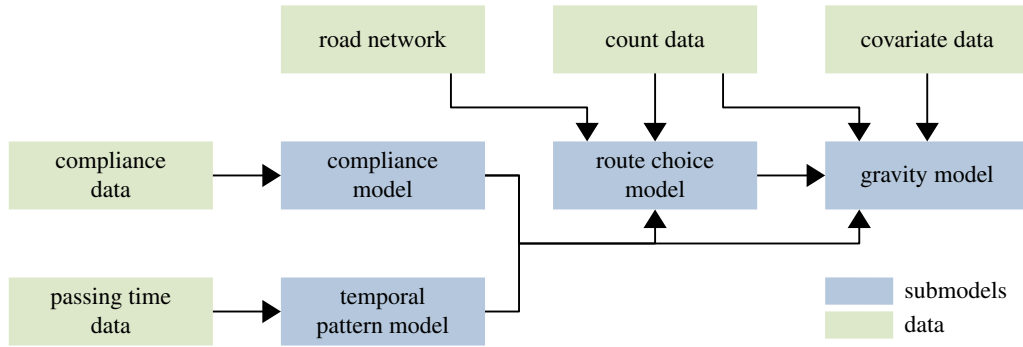 road network
count data
covariate data
compliance
data
compliance
model
route choice
model
gravity model
passing time
data
temporal
pattern model
submodels
data